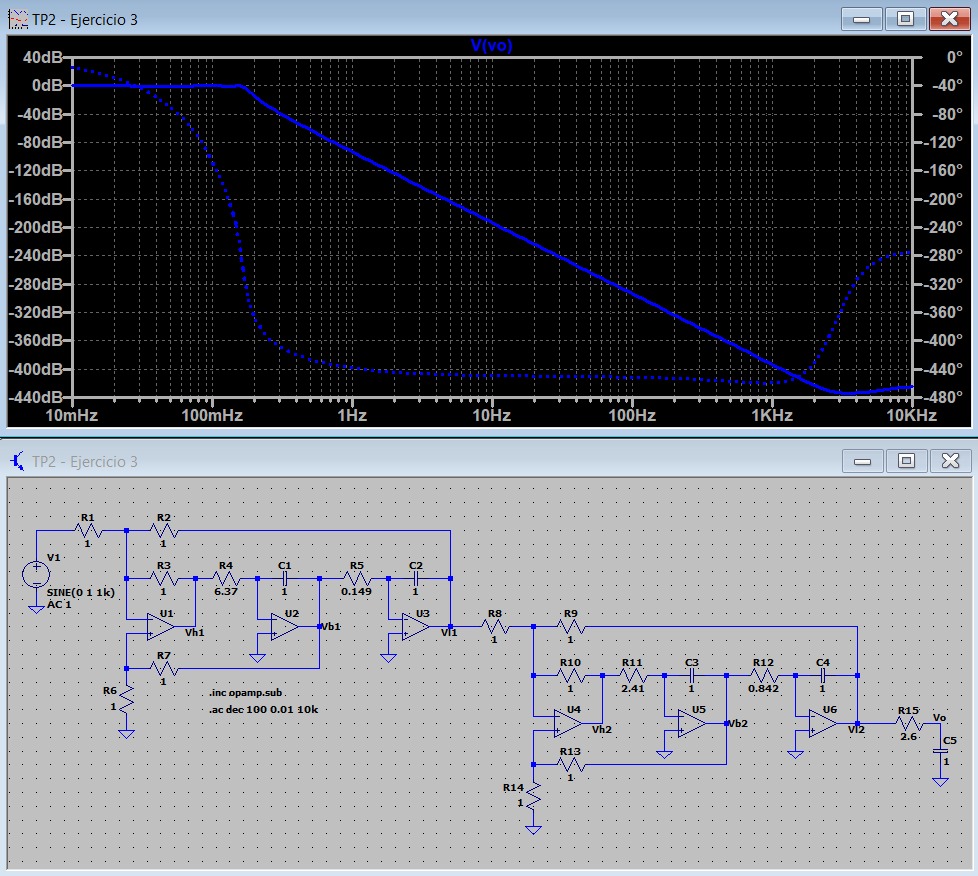 TP2 - Ejercicio 3
V(vo)
40dB
0dB
-40dB
-80dB
-120dB
-160dB
-200dB
-240dB
-280dB
-320dB
-360dB
-400dB
-440dB
0°
-40°
-80°
-120°
-160°
-200°
-240°
-280°
-320°
-360°
-400°
-440°
-480°
10mHz 100mHz 1Hz 10Hz 100Hz 1KHz 10KHz
TP2 - Ejercicio 3
R1
1
R2
1
V1
SINE(0 1 1k)
AC 1
R3
1
R4
6.37
C1
1
R5
0.149
C2
1
U1
Vh1
U2
Vb1
U3
Vl1
R7
1
R6
1
.inc opamp.sub
.ac dec 100 0.01 10k
R8
1
R9
1
R10
1
R11
2.41
C3
1
R12
0.842
C4
1
U4
Vh2
U5
Vb2
U6
Vl2
R13
1
R14
1
R15
2.6
Vo
C5
1